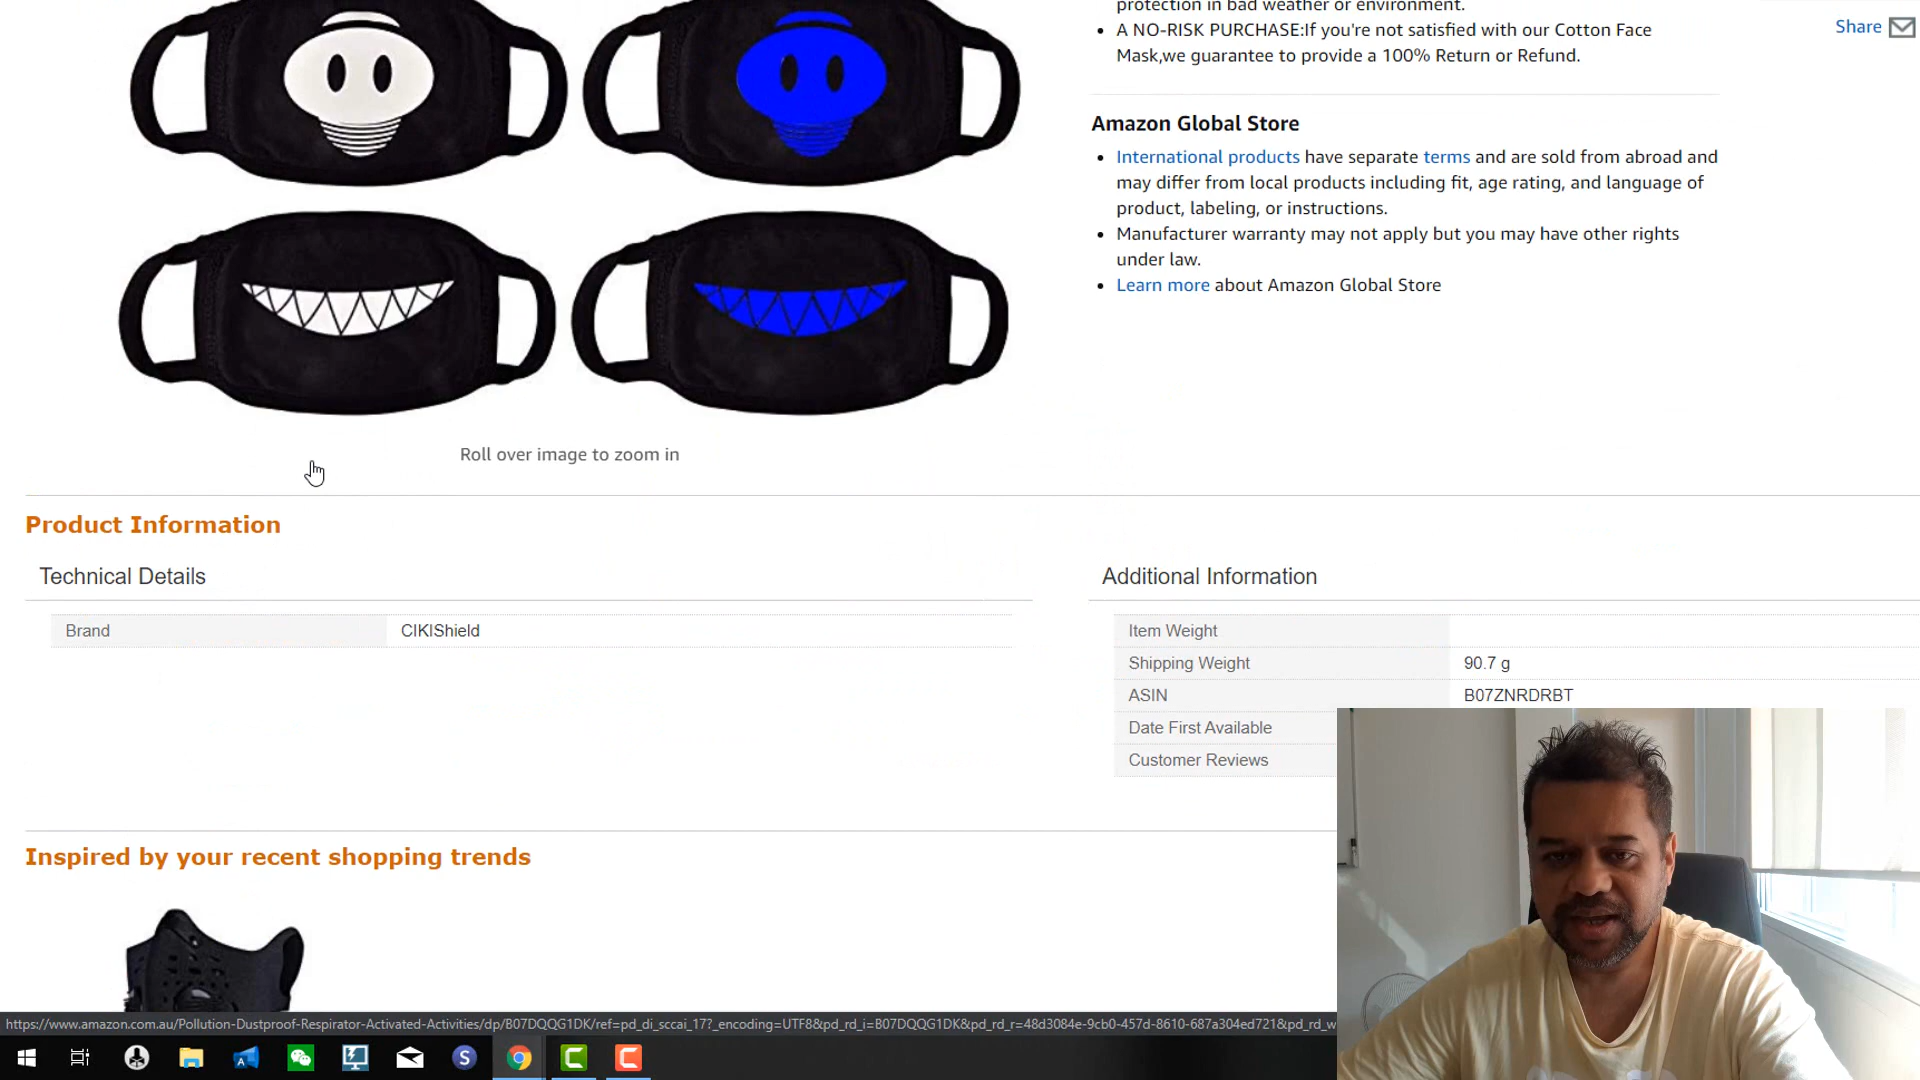 protection in bad weather or environment.
• A NO-RISK PURCHASE:If you're not satisfied with our Cotton Face
Mask,we guarantee to provide a 100% Return or Refund.
Share
Amazon Global Store
• International products have separate terms and are sold from abroad and
may differ from local products including fit, age rating, and language of
product, labeling, or instructions.
• Manufacturer warranty may not apply but you may have other rights
under law.
• Learn more about Amazon Global Store
Roll over image to zoom in
Product Information
Technical Details
Brand CIKIShield
Additional Information
Item Weight
Shipping Weight 90.7 g
ASIN B07ZNRDRBT
Date First Available
Customer Reviews
Inspired by your recent shopping trends
https://www.amazon.com.au/Pollution-Dustproof-Respirator-Activated-Activities/dp/B07DQQG1DK/ref=pd_di_sccai_17?_encoding=UTF8&pd_rd_i=B07DQQG1DK&pd_rd_r=48d3084e-9cb0-457d-8610-687a304ed721&pd_rd_w